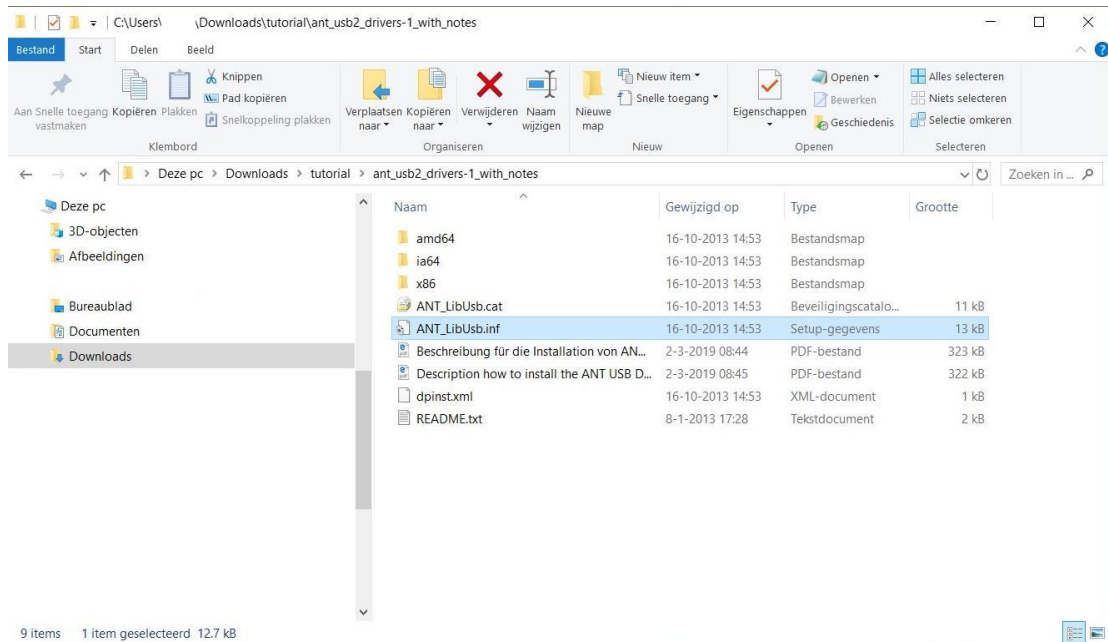 C:\Users\ \Downloads\tutorial\ant_usb2_drivers-1_with_notes
Bestand Start Delen Beeld
Aan Snelle toegang vastmaken
Kopiëren
Plakken
Knippen
Pad kopiëren
Snelkoppeling plakken
Klembord
Verplaatsen naar
Kopiëren naar
Verwijderen
Naam wijzigen
Organiseren
Nieuwe map
Nieuw item
Snelle toegang
Nieuw
Eigenschappen
Openen
Bewerken
Geschiedenis
Openen
Alles selecteren
Niets selecteren
Selectie omkeren
Selecteren
Deze pc > Downloads > tutorial > ant_usb2_drivers-1_with_notes
Zoeken in ...
Deze pc
3D-objecten
Afbeeldingen
Bureaublad
Documenten
Downloads
Naam Gewijzigd op Type Grootte
amd64 16-10-2013 14:53 Bestandsmap
ia64 16-10-2013 14:53 Bestandsmap
x86 16-10-2013 14:53 Bestandsmap
ANT_LibUsb.cat 16-10-2013 14:53 Beveiligingscatalo... 11 kB
ANT_LibUsb.inf 16-10-2013 14:53 Setup-gegevens 13 kB
Beschreibung für die Installation von AN... 2-3-2019 08:44 PDF-bestand 323 kB
Description how to install the ANT USB D... 2-3-2019 08:45 PDF-bestand 322 kB
dpinst.xml 16-10-2013 14:53 XML-document 1 kB
README.txt 8-1-2013 17:28 Tekstdocument 2 kB
9 items 1 item geselecteerd 12.7 kB